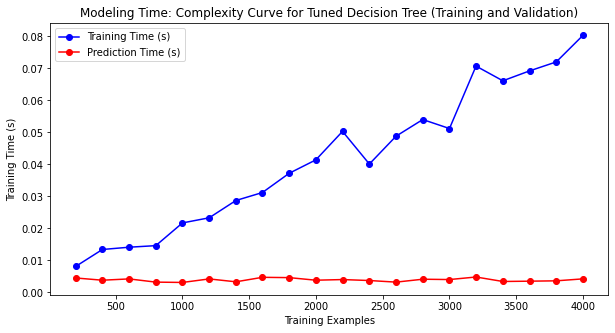 Modeling Time: Complexity Curve for Tuned Decision Tree (Training and Validation)
Training Time (s)
Prediction Time (s)
Training Time (s)
0.08
0.07
0.06
0.05
0.04
0.03
0.02
0.01
0.00
500 1000 1500 2000 2500 3000 3500 4000
Training Examples